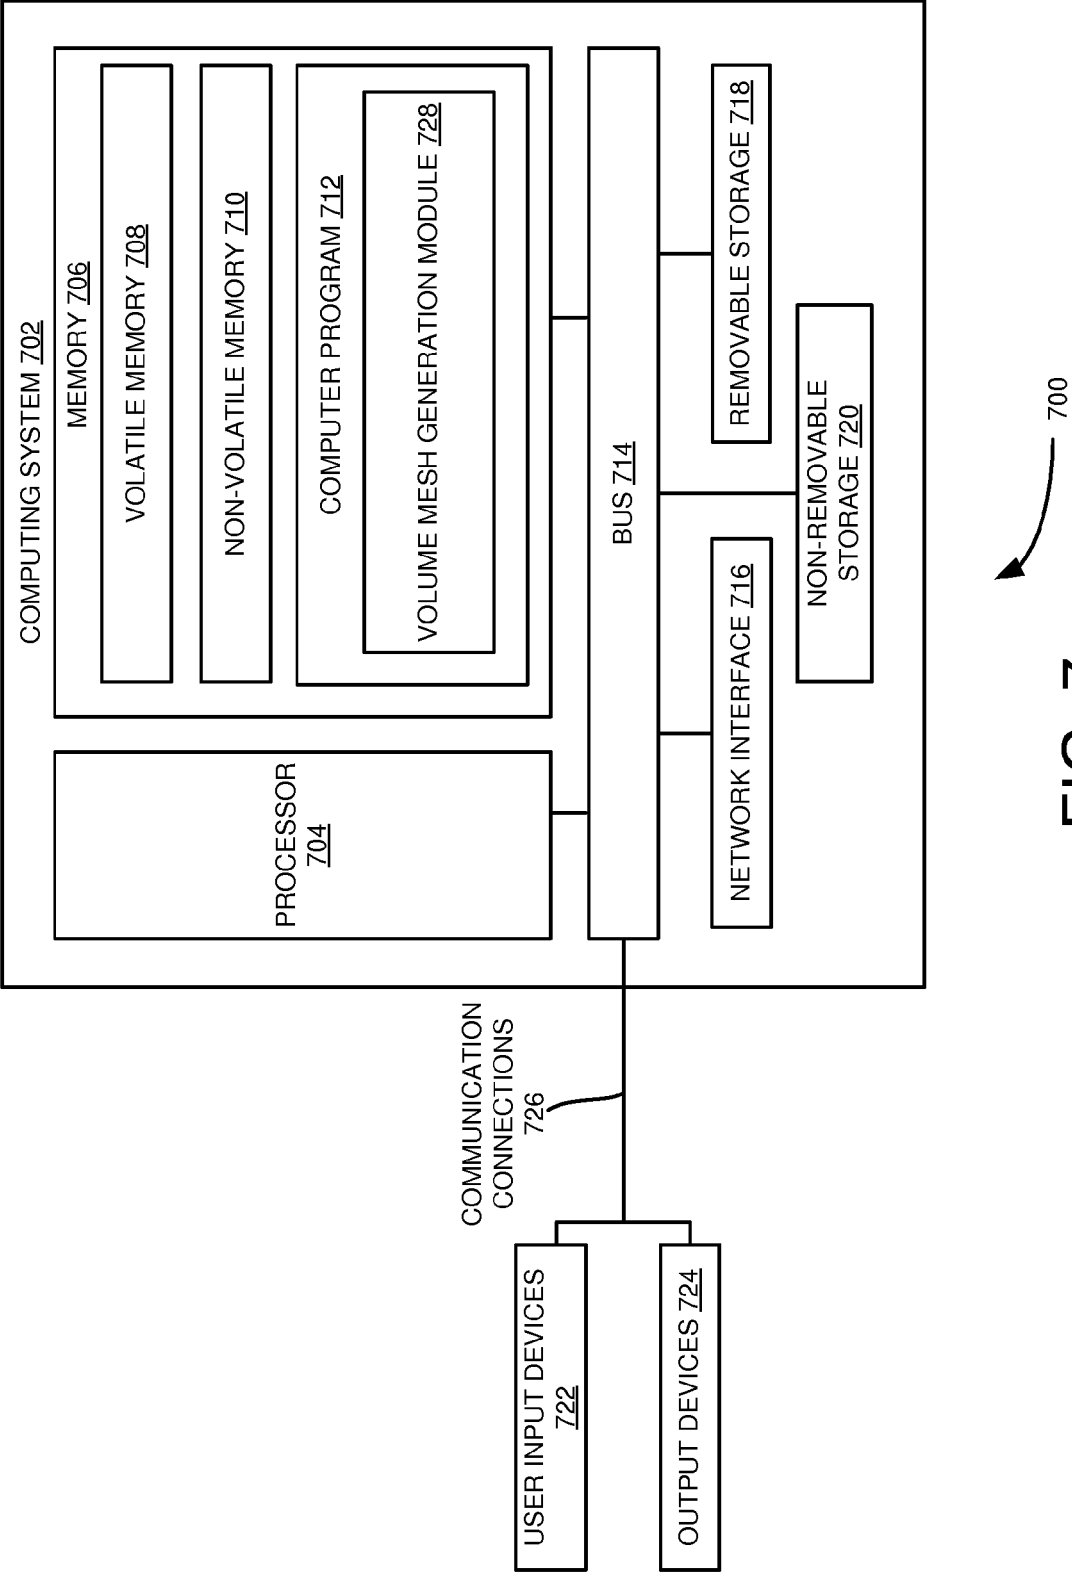 COMPUTING SYSTEM 702
MEMORY 706
VOLATILE MEMORY 708
NON-VOLATILE MEMORY 710
COMPUTER PROGRAM 712
VOLUME MESH GENERATION MODULE 728
PROCESSOR
704
BUS 714
NETWORK INTERFACE 716
REMOVABLE STORAGE 718
NON-REMOVABLE
STORAGE 720
COMMUNICATION
CONNECTIONS
726
USER INPUT DEVICES
722
OUTPUT DEVICES 724
700
FIG. 7